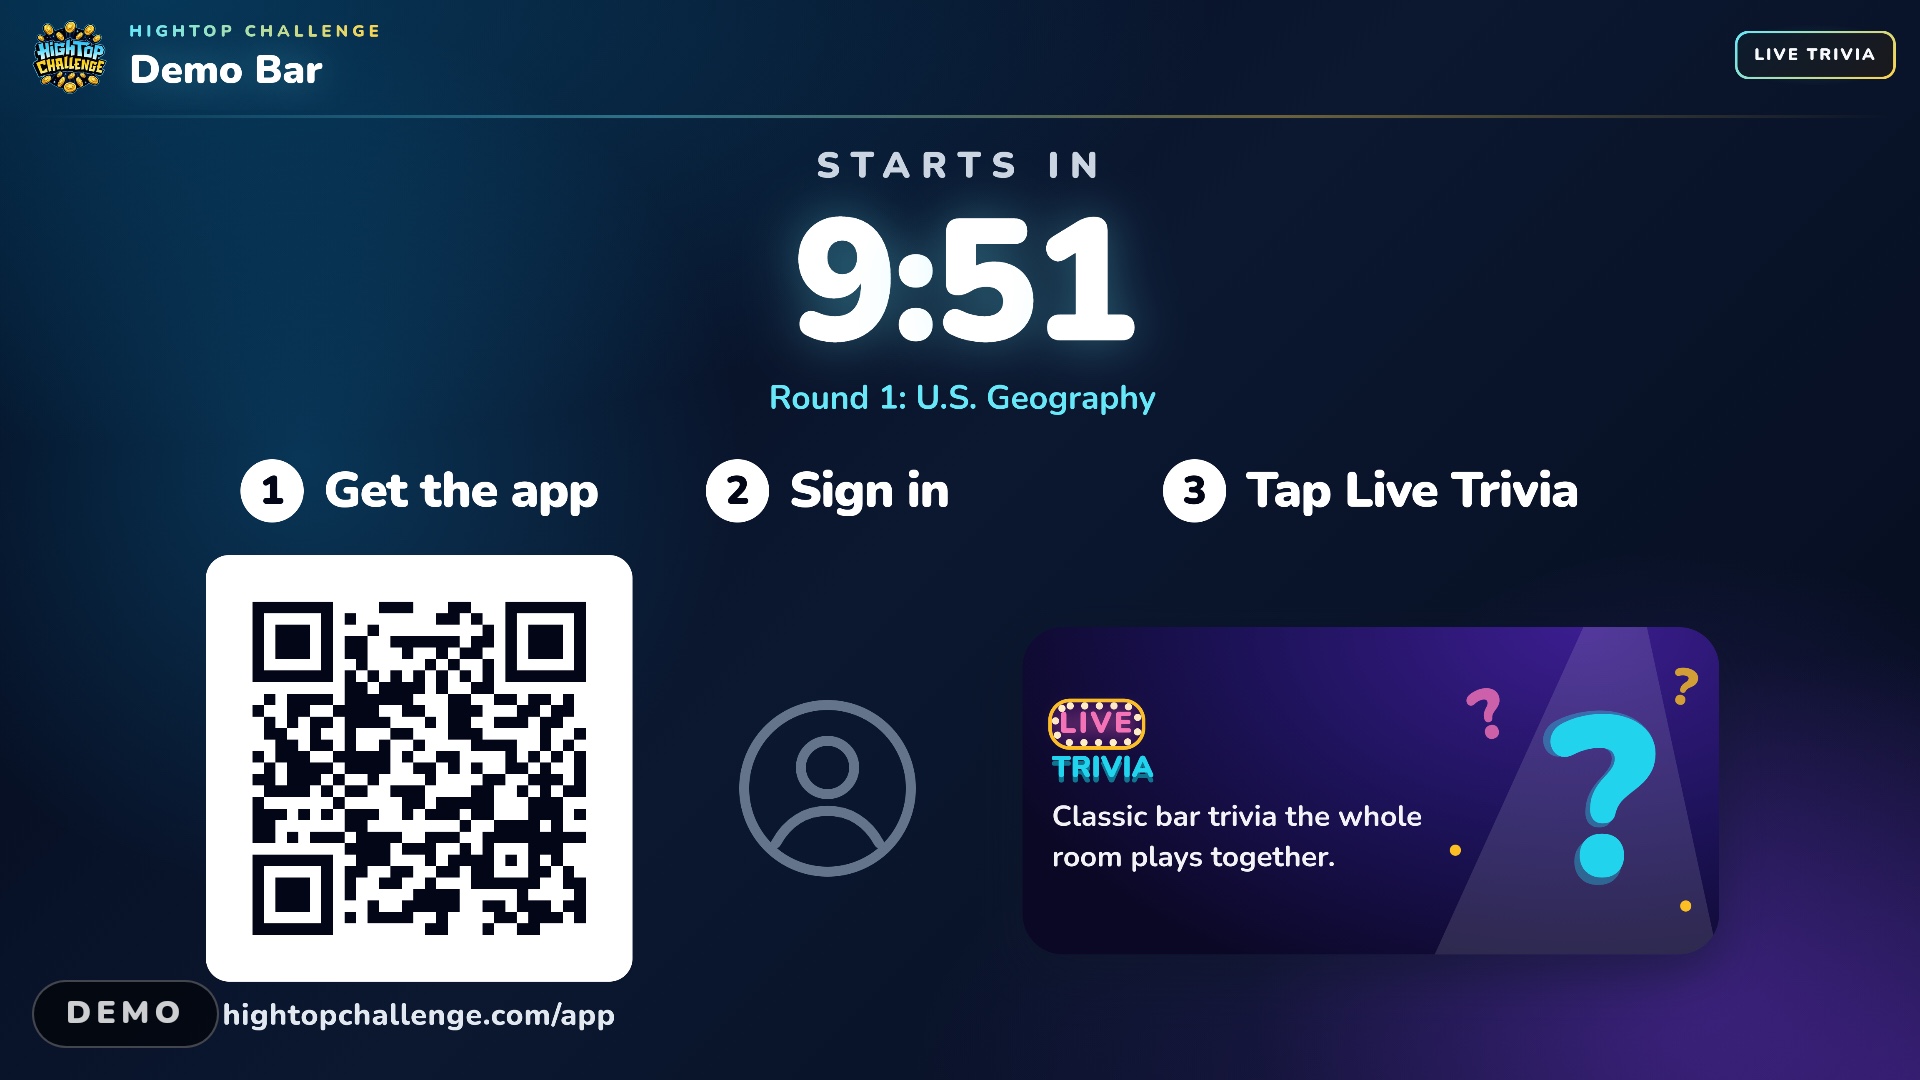 HIGHTOP CHALLENGE
HIGHTOP CHALLENGE
Demo Bar
LIVE TRIVIA
STARTS IN
9:51
Round 1: U.S. Geography
1 Get the app
2 Sign in
3 Tap Live Trivia
LIVE
TRIVIA
Classic bar trivia the whole
room plays together.
DEMO
hightopchallenge.com/app